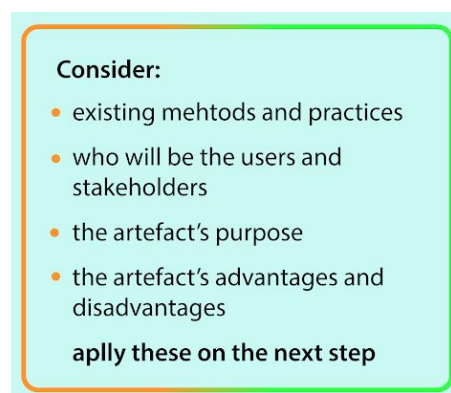 Consider:
• existing mehtods and practices
• who will be the users and
stakeholders
• the artefact's purpose
• the artefact's advantages and
disadvantages
aplly these on the next step